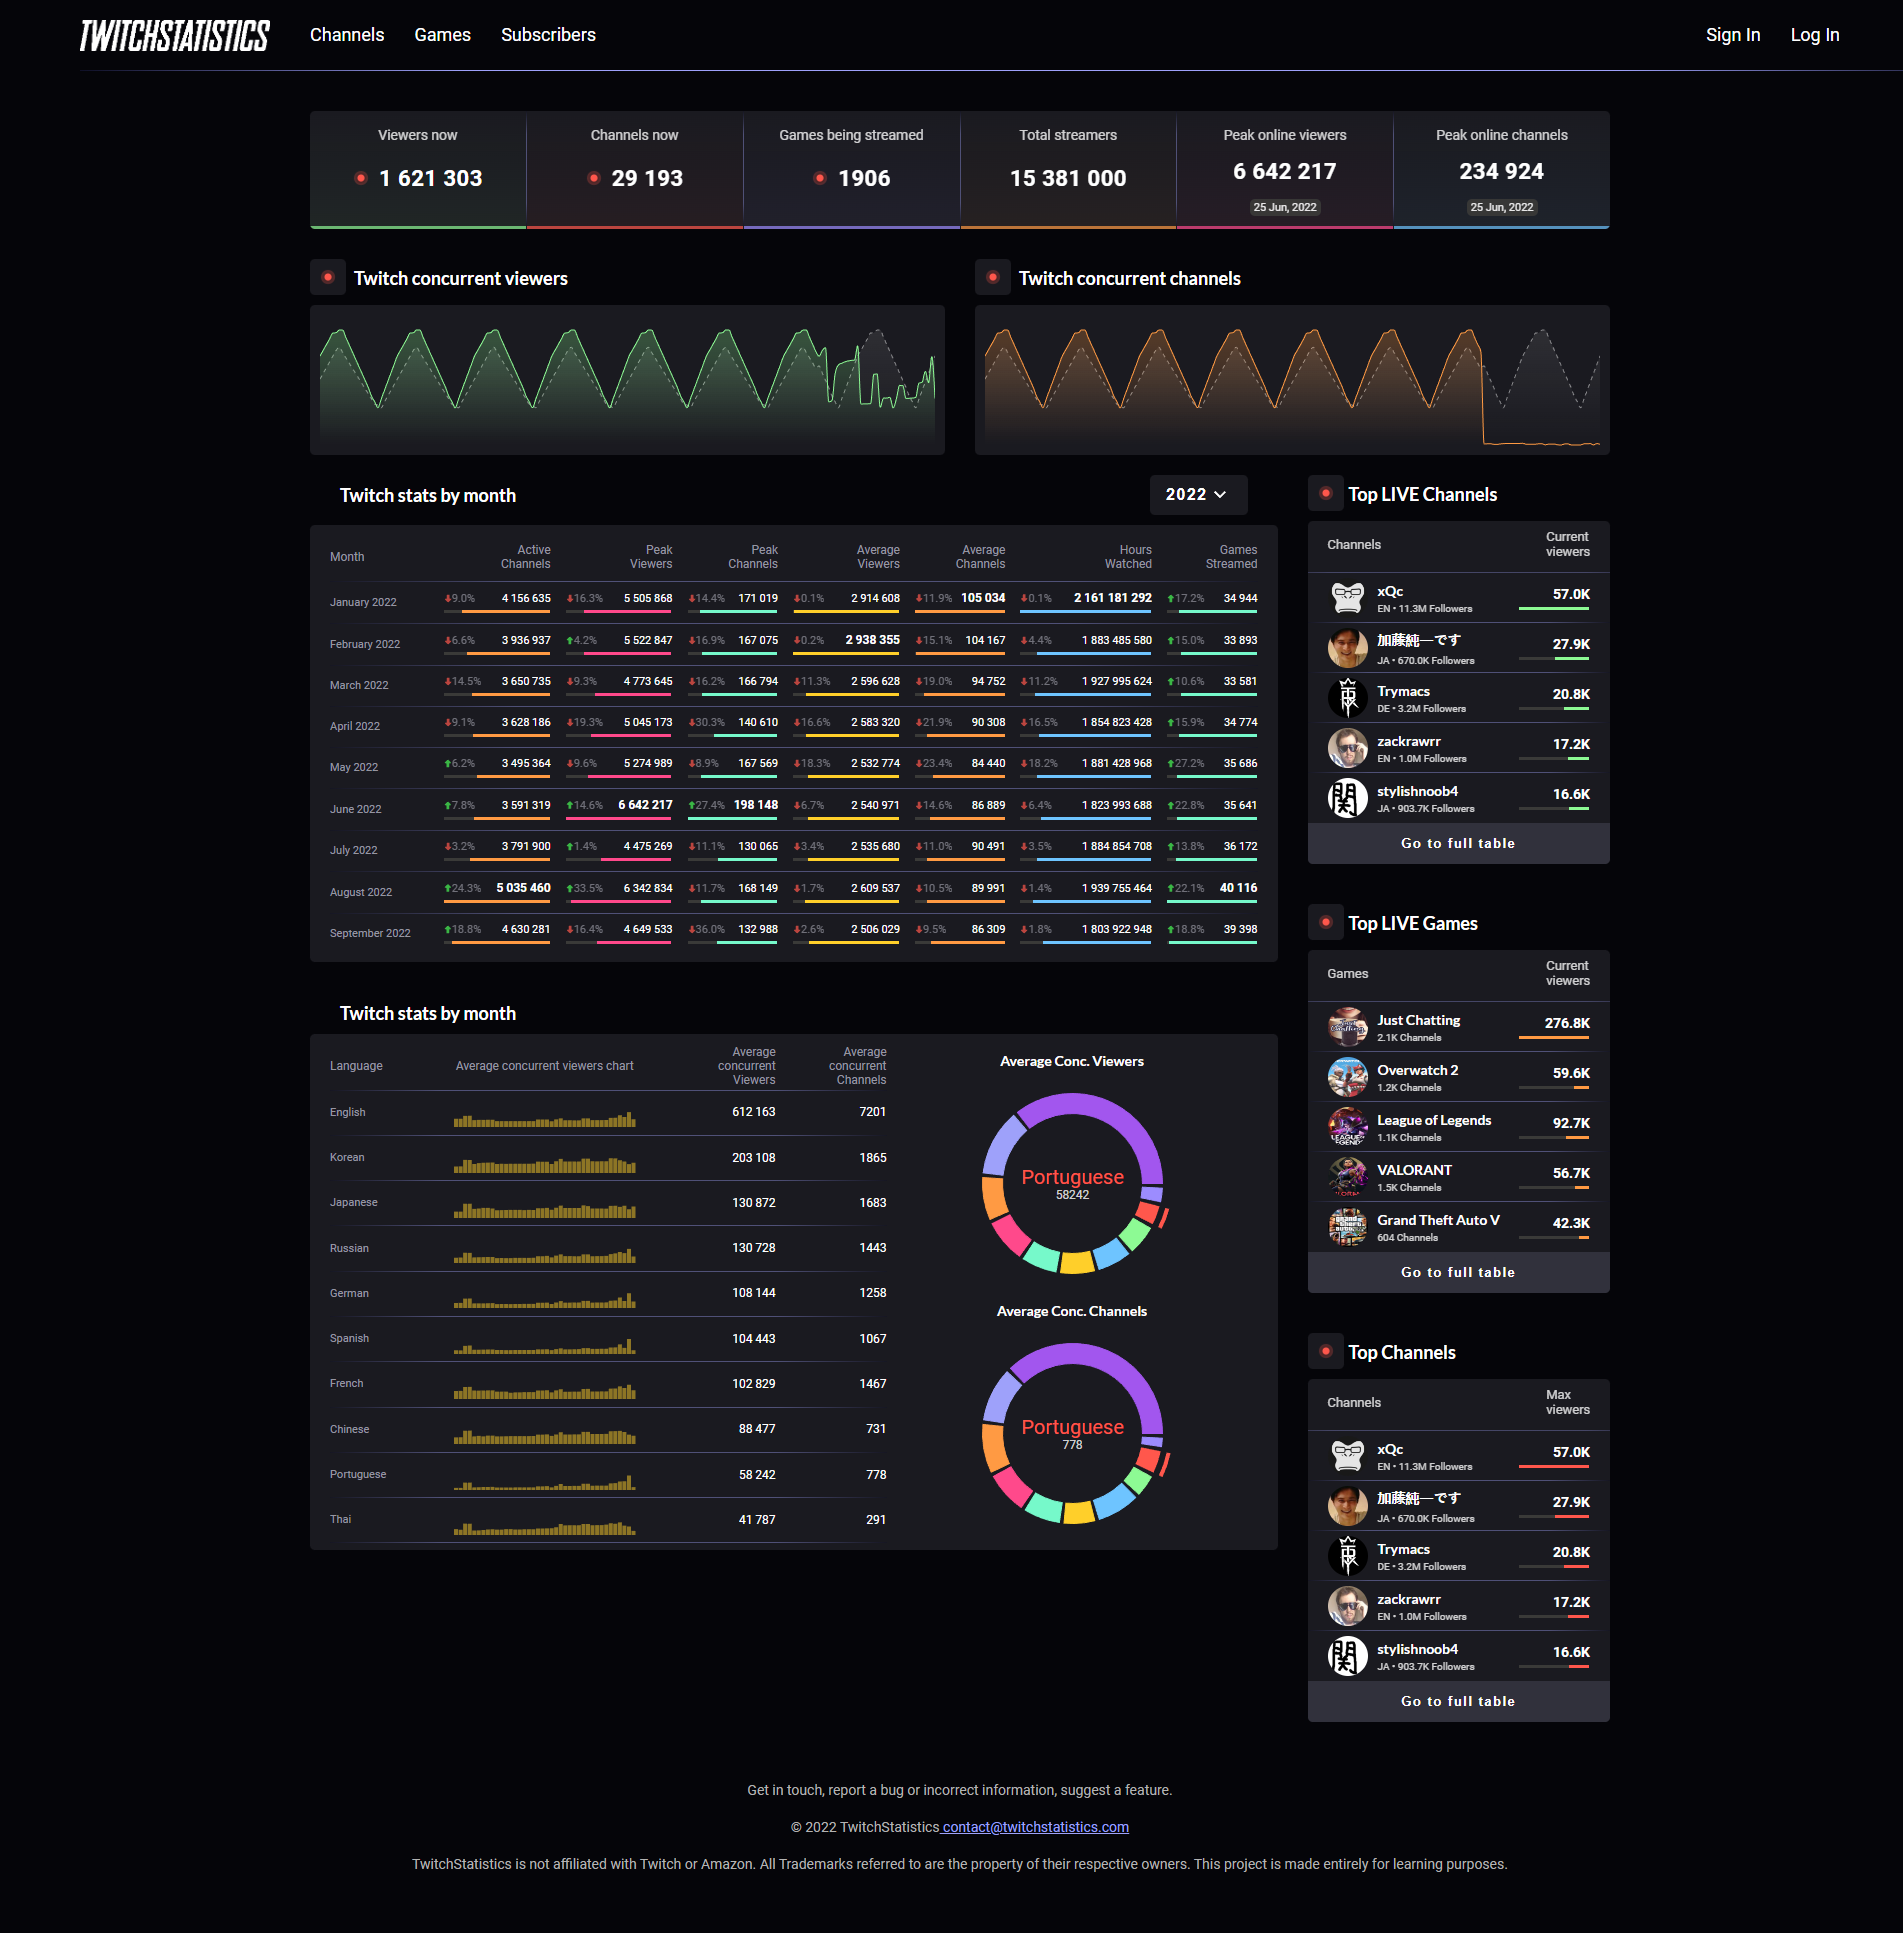 TWITCHSTATISTICS
Channels Games Subscribers
Sign In Log In
Viewers now
1 621 303
Channels now
29 193
Games being streamed
1906
Total streamers
15 381 000
Peak online viewers
6 642 217
25 Jun, 2022
Peak online channels
234 924
25 Jun, 2022
Twitch concurrent viewers
Twitch concurrent channels
Twitch stats by month
2022
Month Active Channels Peak Viewers Peak Channels Average Viewers Average Channels Hours Watched Games Streamed
January 2022 9.0% 4 156 635 16.3% 5 505 868 14.4% 171 019 0.1% 2 914 608 11.9% 105 034 0.1% 2 161 181 292 17.2% 34 944
February 2022 6.6% 3 936 937 4.2% 5 522 847 16.9% 167 075 0.2% 2 938 355 15.1% 104 167 4.4% 1 883 485 580 15.0% 33 893
March 2022 14.5% 3 650 735 9.3% 4 773 645 16.2% 166 794 11.3% 2 596 628 19.0% 94 752 11.2% 1 927 995 624 10.6% 33 581
April 2022 9.1% 3 628 186 19.3% 5 045 173 30.3% 140 610 16.6% 2 583 320 21.9% 90 308 16.5% 1 854 823 428 15.9% 34 774
May 2022 6.2% 3 495 364 9.6% 5 274 989 8.9% 167 569 18.3% 2 532 774 23.4% 84 440 18.2% 1 881 428 968 27.2% 35 686
June 2022 7.8% 3 591 319 14.6% 6 642 217 27.4% 198 148 6.7% 2 540 971 14.6% 86 889 6.4% 1 823 993 688 22.8% 35 641
July 2022 3.2% 3 791 900 1.4% 4 475 269 11.1% 130 065 3.4% 2 535 680 11.0% 90 491 3.5% 1 884 854 708 13.8% 36 172
August 2022 24.3% 5 035 460 33.5% 6 342 834 11.7% 168 149 1.7% 2 609 537 10.5% 89 991 1.4% 1 939 755 464 22.1% 40 116
September 2022 18.8% 4 630 281 16.4% 4 649 533 36.0% 132 988 2.6% 2 506 029 9.5% 86 309 1.8% 1 803 922 948 18.8% 39 398
Twitch stats by month
Language Average concurrent viewers chart Average concurrent Viewers Average concurrent Channels
English 612 163 7201
Korean 203 108 1865
Japanese 130 872 1683
Russian 130 728 1443
German 108 144 1258
Spanish 104 443 1067
French 102 829 1467
Chinese 88 477 731
Portuguese 58 242 778
Thai 41 787 291
Average Conc. Viewers
Portuguese
58242
Average Conc. Channels
Portuguese
778
Top LIVE Channels
Channels Current viewers
xQc 57.0K
EN • 11.3M Followers
加藤純一です 27.9K
JA • 670.0K Followers
Trymacs 20.8K
DE • 3.2M Followers
zackrawrr 17.2K
EN • 1.0M Followers
stylishnoob4 16.6K
JA • 903.7K Followers
Go to full table
Top LIVE Games
Games Current viewers
Just Chatting 276.8K
2.1K Channels
Overwatch 2 59.6K
1.2K Channels
League of Legends 92.7K
1.1K Channels
VALORANT 56.7K
1.5K Channels
Grand Theft Auto V 42.3K
604 Channels
Go to full table
Top Channels
Channels Max viewers
xQc 57.0K
EN • 11.3M Followers
加藤純一です 27.9K
JA • 670.0K Followers
Trymacs 20.8K
DE • 3.2M Followers
zackrawrr 17.2K
EN • 1.0M Followers
stylishnoob4 16.6K
JA • 903.7K Followers
Go to full table
Get in touch, report a bug or incorrect information, suggest a feature.
© 2022 TwitchStatistics contact@twitchstatistics.com
TwitchStatistics is not affiliated with Twitch or Amazon. All Trademarks referred to are the property of their respective owners. This project is made entirely for learning purposes.